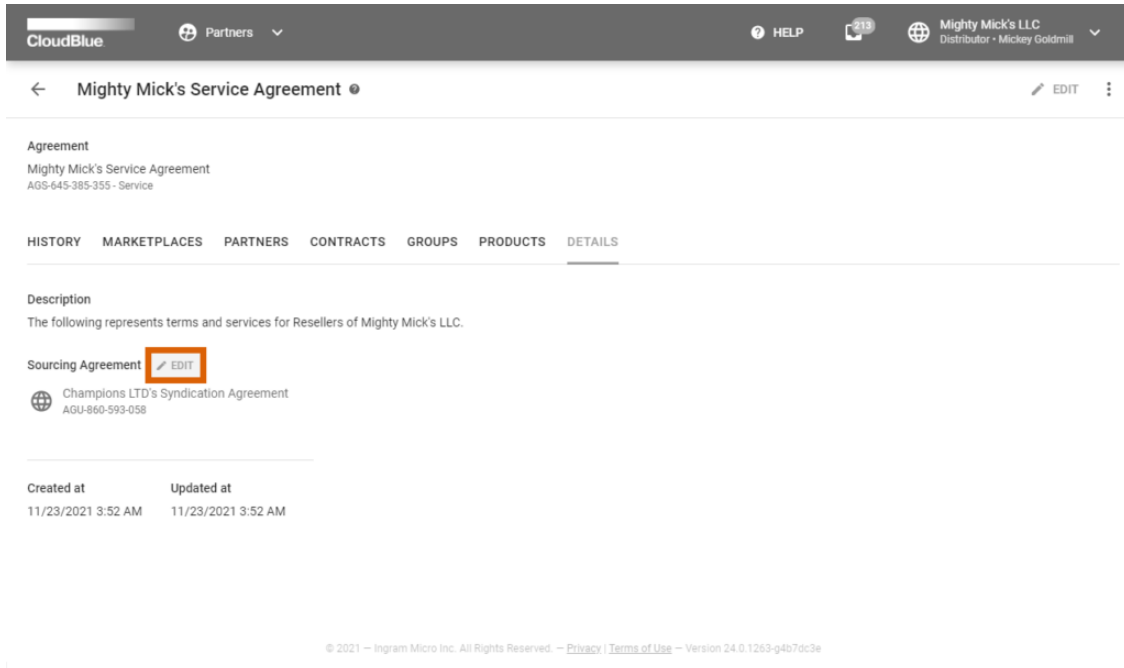 CloudBlue
Partners
HELP
213
Mighty Mick's LLC
Distributor • Mickey Goldmill
Mighty Mick's Service Agreement
EDIT
Agreement
Mighty Mick's Service Agreement
AGS-645-385-355 - Service
HISTORY MARKETPLACES PARTNERS CONTRACTS GROUPS PRODUCTS DETAILS
Description
The following represents terms and services for Resellers of Mighty Mick's LLC.
Sourcing Agreement EDIT
Champions LTD's Syndication Agreement
AGU-860-593-058
Created at Updated at
11/23/2021 3:52 AM 11/23/2021 3:52 AM
© 2021 — Ingram Micro Inc. All Rights Reserved. — Privacy | Terms of Use — Version 24.0.1263-g4b7dc3e